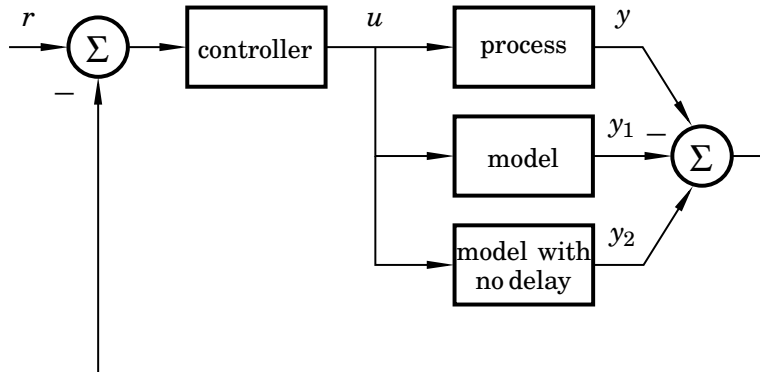 r
Σ
−
controller
u
process
y
model
y₁
−
Σ
model with
no delay
y₂